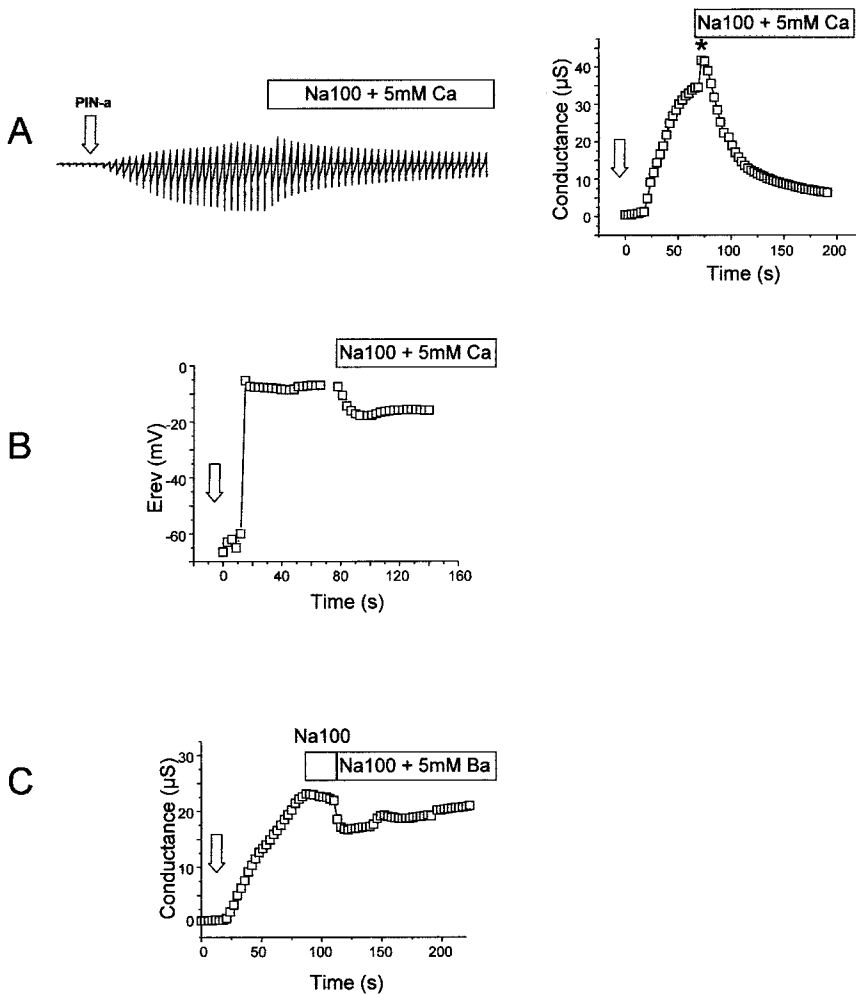 A
PIN-a
Na100 + 5mM Ca
Na100 + 5mM Ca
*
Conductance (µS)
40
30
20
10
0
0 50 100 150 200
Time (s)
B
Na100 + 5mM Ca
Erev (mV)
0
-20
-40
-60
0 40 80 120 160
Time (s)
C
Na100
Na100 + 5mM Ba
Conductance (µS)
30
20
10
0
0 50 100 150 200
Time (s)